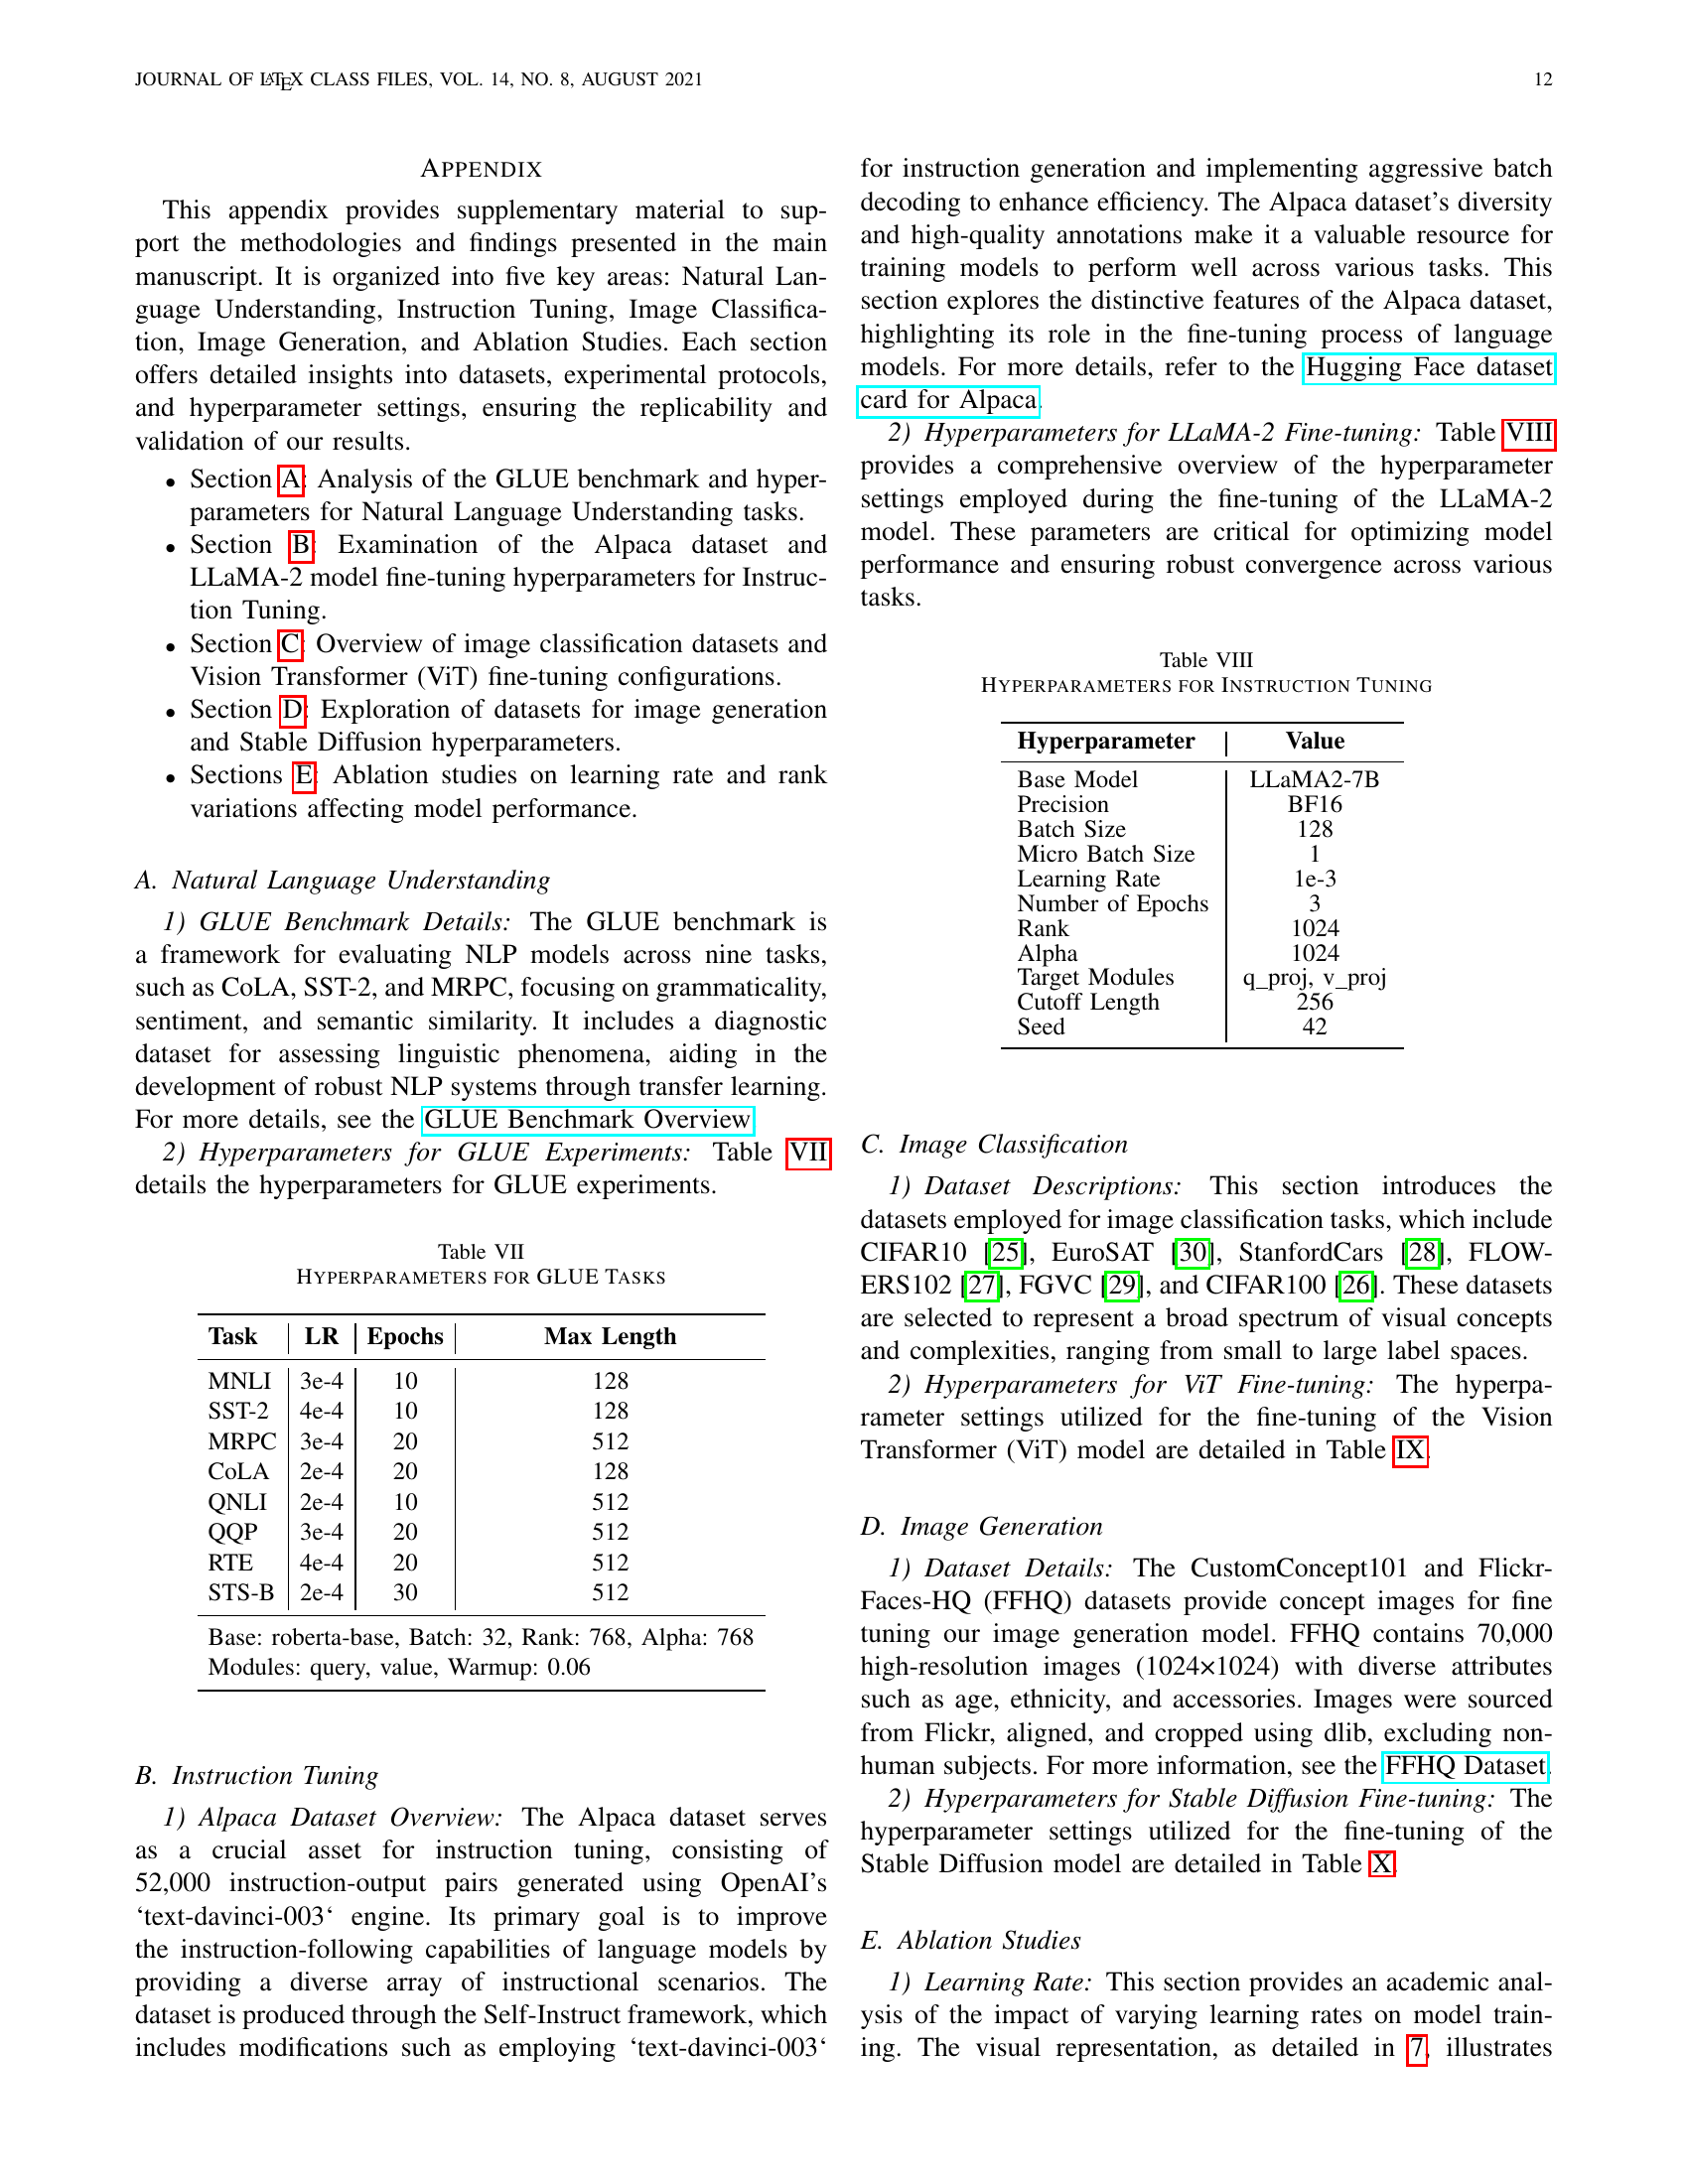 JOURNAL OF LATEX CLASS FILES, VOL. 14, NO. 8, AUGUST 2021 12
APPENDIX
This appendix provides supplementary material to sup-
port the methodologies and findings presented in the main
manuscript. It is organized into five key areas: Natural Lan-
guage Understanding, Instruction Tuning, Image Classifica-
tion, Image Generation, and Ablation Studies. Each section
offers detailed insights into datasets, experimental protocols,
and hyperparameter settings, ensuring the replicability and
validation of our results.
• Section A: Analysis of the GLUE benchmark and hyper-
parameters for Natural Language Understanding tasks.
• Section B: Examination of the Alpaca dataset and
LLaMA-2 model fine-tuning hyperparameters for Instruc-
tion Tuning.
• Section C: Overview of image classification datasets and
Vision Transformer (ViT) fine-tuning configurations.
• Section D: Exploration of datasets for image generation
and Stable Diffusion hyperparameters.
• Sections E: Ablation studies on learning rate and rank
variations affecting model performance.
A. Natural Language Understanding
1) GLUE Benchmark Details: The GLUE benchmark is
a framework for evaluating NLP models across nine tasks,
such as CoLA, SST-2, and MRPC, focusing on grammaticality,
sentiment, and semantic similarity. It includes a diagnostic
dataset for assessing linguistic phenomena, aiding in the
development of robust NLP systems through transfer learning.
For more details, see the GLUE Benchmark Overview
2) Hyperparameters for GLUE Experiments: Table VII
details the hyperparameters for GLUE experiments.
Table VII
HYPERPARAMETERS FOR GLUE TASKS
Task LR Epochs Max Length
MNLI 3e-4 10 128
SST-2 4e-4 10 128
MRPC 3e-4 20 512
CoLA 2e-4 20 128
QNLI 2e-4 10 512
QQP 3e-4 20 512
RTE 4e-4 20 512
STS-B 2e-4 30 512
Base: roberta-base, Batch: 32, Rank: 768, Alpha: 768
Modules: query, value, Warmup: 0.06
B. Instruction Tuning
1) Alpaca Dataset Overview: The Alpaca dataset serves
as a crucial asset for instruction tuning, consisting of
52,000 instruction-output pairs generated using OpenAI's
‘text-davinci-003‘ engine. Its primary goal is to improve
the instruction-following capabilities of language models by
providing a diverse array of instructional scenarios. The
dataset is produced through the Self-Instruct framework, which
includes modifications such as employing ‘text-davinci-003‘
for instruction generation and implementing aggressive batch
decoding to enhance efficiency. The Alpaca dataset's diversity
and high-quality annotations make it a valuable resource for
training models to perform well across various tasks. This
section explores the distinctive features of the Alpaca dataset,
highlighting its role in the fine-tuning process of language
models. For more details, refer to the Hugging Face dataset
card for Alpaca.
2) Hyperparameters for LLaMA-2 Fine-tuning: Table VIII
provides a comprehensive overview of the hyperparameter
settings employed during the fine-tuning of the LLaMA-2
model. These parameters are critical for optimizing model
performance and ensuring robust convergence across various
tasks.
Table VIII
HYPERPARAMETERS FOR INSTRUCTION TUNING
Hyperparameter Value
Base Model LLaMA2-7B
Precision BF16
Batch Size 128
Micro Batch Size 1
Learning Rate 1e-3
Number of Epochs 3
Rank 1024
Alpha 1024
Target Modules q_proj, v_proj
Cutoff Length 256
Seed 42
C. Image Classification
1) Dataset Descriptions: This section introduces the
datasets employed for image classification tasks, which include
CIFAR10 [25], EuroSAT [30], StanfordCars [28], FLOW-
ERS102 [27], FGVC [29], and CIFAR100 [26]. These datasets
are selected to represent a broad spectrum of visual concepts
and complexities, ranging from small to large label spaces.
2) Hyperparameters for ViT Fine-tuning: The hyperpa-
rameter settings utilized for the fine-tuning of the Vision
Transformer (ViT) model are detailed in Table IX.
D. Image Generation
1) Dataset Details: The CustomConcept101 and Flickr-
Faces-HQ (FFHQ) datasets provide concept images for fine
tuning our image generation model. FFHQ contains 70,000
high-resolution images (1024×1024) with diverse attributes
such as age, ethnicity, and accessories. Images were sourced
from Flickr, aligned, and cropped using dlib, excluding non-
human subjects. For more information, see the FFHQ Dataset.
2) Hyperparameters for Stable Diffusion Fine-tuning: The
hyperparameter settings utilized for the fine-tuning of the
Stable Diffusion model are detailed in Table X.
E. Ablation Studies
1) Learning Rate: This section provides an academic anal-
ysis of the impact of varying learning rates on model train-
ing. The visual representation, as detailed in 7, illustrates